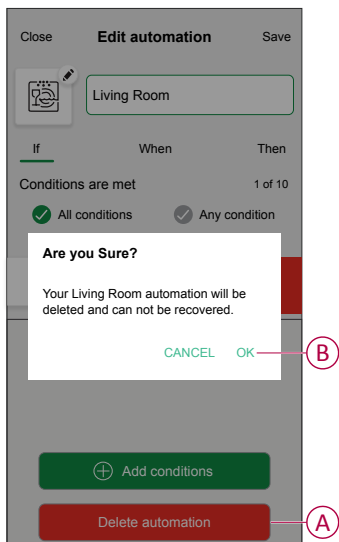 Close Edit automation Save
Living Room
If When Then
Conditions are met 1 of 10
All conditions Any condition
Are you Sure?
Your Living Room automation will be
deleted and can not be recovered.
CANCEL OK
B
Add conditions
Delete automation
A